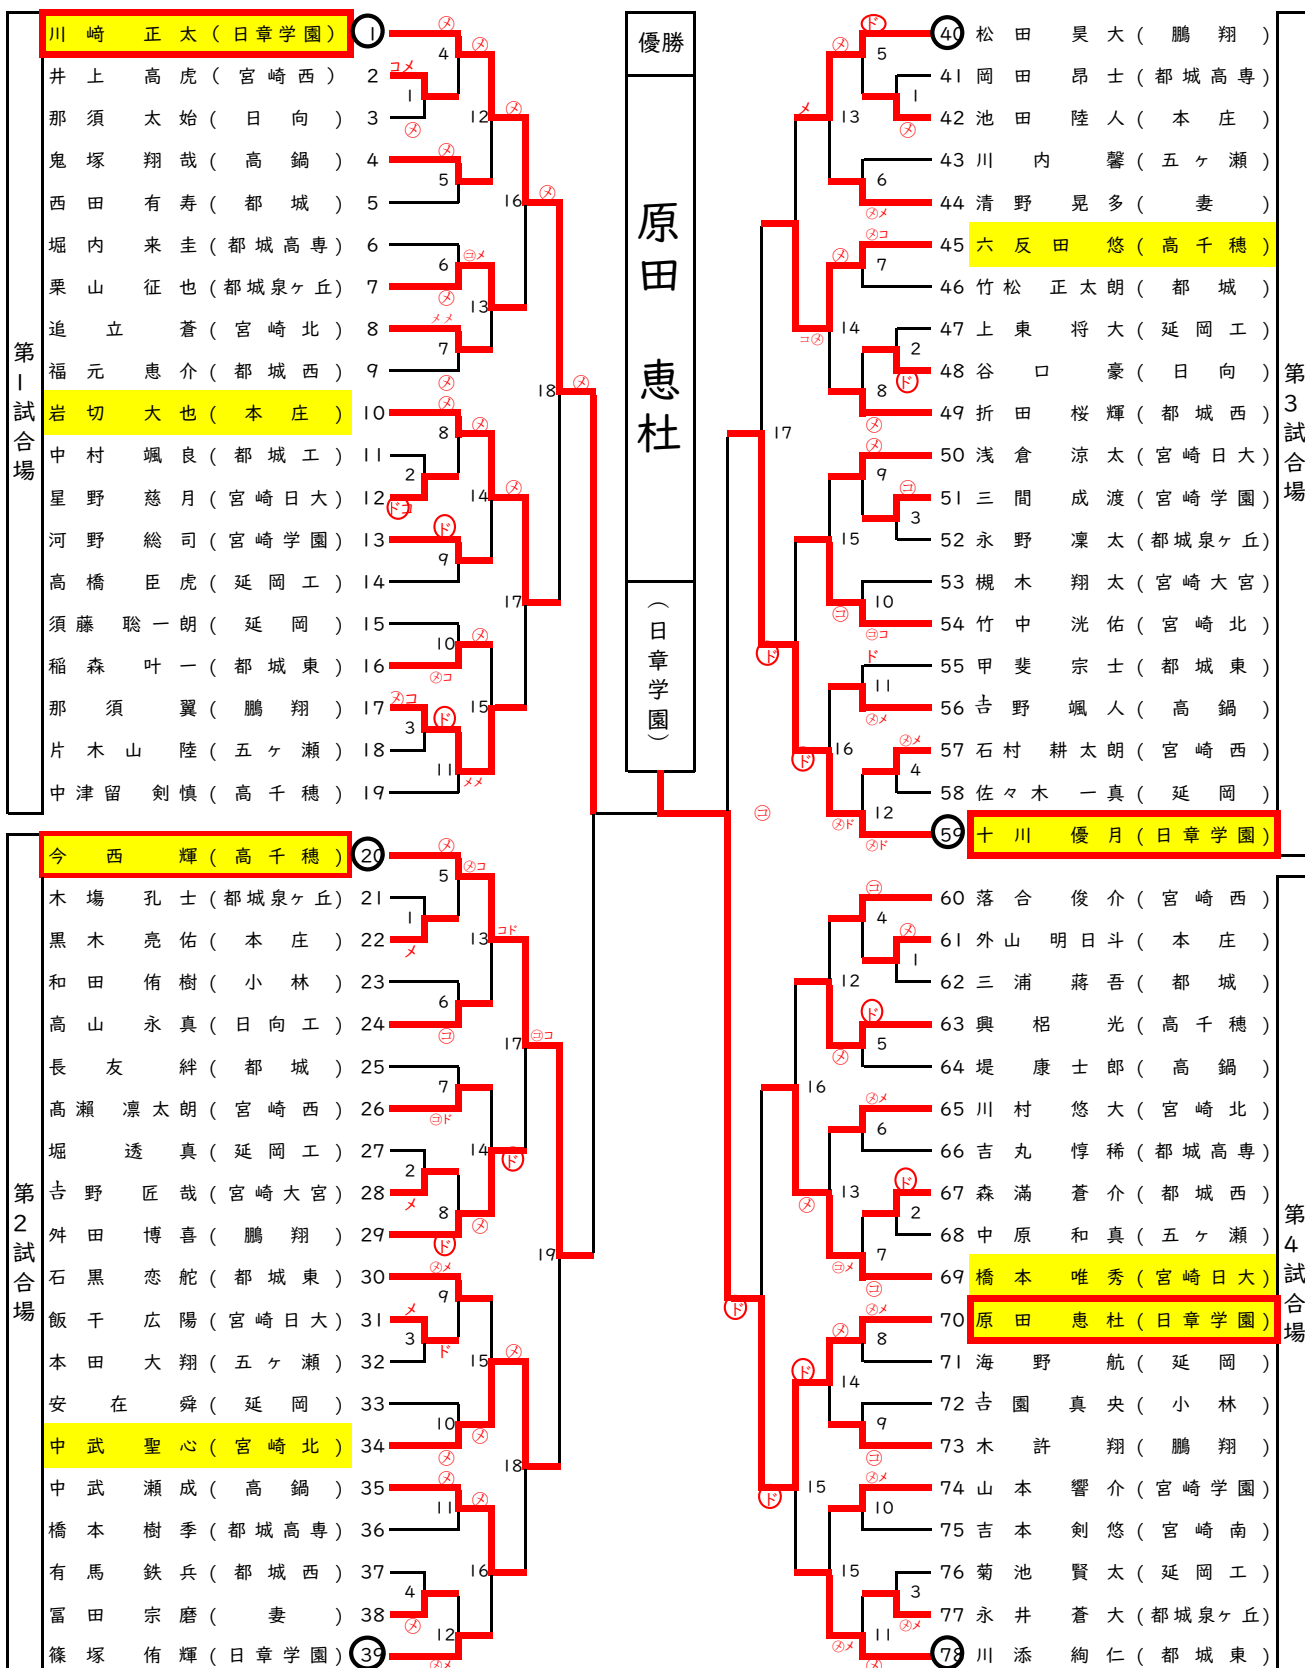 優勝
原田 恵杜
(日章学園)
第1試合場
川﨑 正太(日章学園) 1
井上 高虎(宮崎西) 2
那須 太始(日向) 3
鬼塚 翔哉(高鍋) 4
西田 有寿(都城) 5
堀内 来圭(都城高専) 6
栗山 征也(都城泉ヶ丘) 7
追立 蒼(宮崎北) 8
福元 恵介(都城西) 9
岩切 大也(本庄) 10
中村 颯良(都城工) 11
星野 慈月(宮崎日大) 12
河野 総司(宮崎学園) 13
高橋 臣虎(延岡工) 14
須藤 聡一朗(延岡) 15
稲森 叶一(都城東) 16
那須 翼(鵬翔) 17
片木山 陸(五ヶ瀬) 18
中津留 剣慎(高千穂) 19
第2試合場
今西 輝(高千穂) 20
木場 孔士(都城泉ヶ丘) 21
黒木 亮佑(本庄) 22
和田 侑樹(小林) 23
高山 永真(日向工) 24
長友 絆(都城) 25
髙瀬 凛太朗(宮崎西) 26
堀 透真(延岡工) 27
𠮷野 匠哉(宮崎大宮) 28
舛田 博喜(鵬翔) 29
石黒 恋舵(都城東) 30
飯干 広陽(宮崎日大) 31
本田 大翔(五ヶ瀬) 32
安在 舜(延岡) 33
中武 聖心(宮崎北) 34
中武 瀬成(高鍋) 35
橋本 樹季(都城高専) 36
有馬 鉄兵(都城西) 37
冨田 宗磨(妻) 38
篠塚 侑輝(日章学園) 39
第3試合場
40 松田 昊大(鵬翔)
41 岡田 昂士(都城高専)
42 池田 陸人(本庄)
43 川内 馨(五ヶ瀬)
44 清野 晃多(妻)
45 六反田 悠(高千穂)
46 竹松 正太朗(都城)
47 上東 将大(延岡工)
48 谷口 豪(日向)
49 折田 桜輝(都城西)
50 浅倉 涼太(宮崎日大)
51 三間 成渡(宮崎学園)
52 永野 凜太(都城泉ヶ丘)
53 槻木 翔太(宮崎大宮)
54 竹中 洸佑(宮崎北)
55 甲斐 宗士(都城東)
56 𠮷野 颯人(高鍋)
57 石村 耕太朗(宮崎西)
58 佐々木 一真(延岡)
59 十川 優月(日章学園)
第4試合場
60 落合 俊介(宮崎西)
61 外山 明日斗(本庄)
62 三浦 蔣吾(都城)
63 興梠 光(高千穂)
64 堤 康士郎(高鍋)
65 川村 悠大(宮崎北)
66 吉丸 惇稀(都城高専)
67 森滿 蒼介(都城西)
68 中原 和真(五ヶ瀬)
69 橋本 唯秀(宮崎日大)
70 原田 恵杜(日章学園)
71 海野 航(延岡)
72 𠮷園 真央(小林)
73 木許 翔(鵬翔)
74 山本 響介(宮崎学園)
75 吉本 剣悠(宮崎南)
76 菊池 賢太(延岡工)
77 永井 蒼大(都城泉ヶ丘)
78 川添 絢仁(都城東)